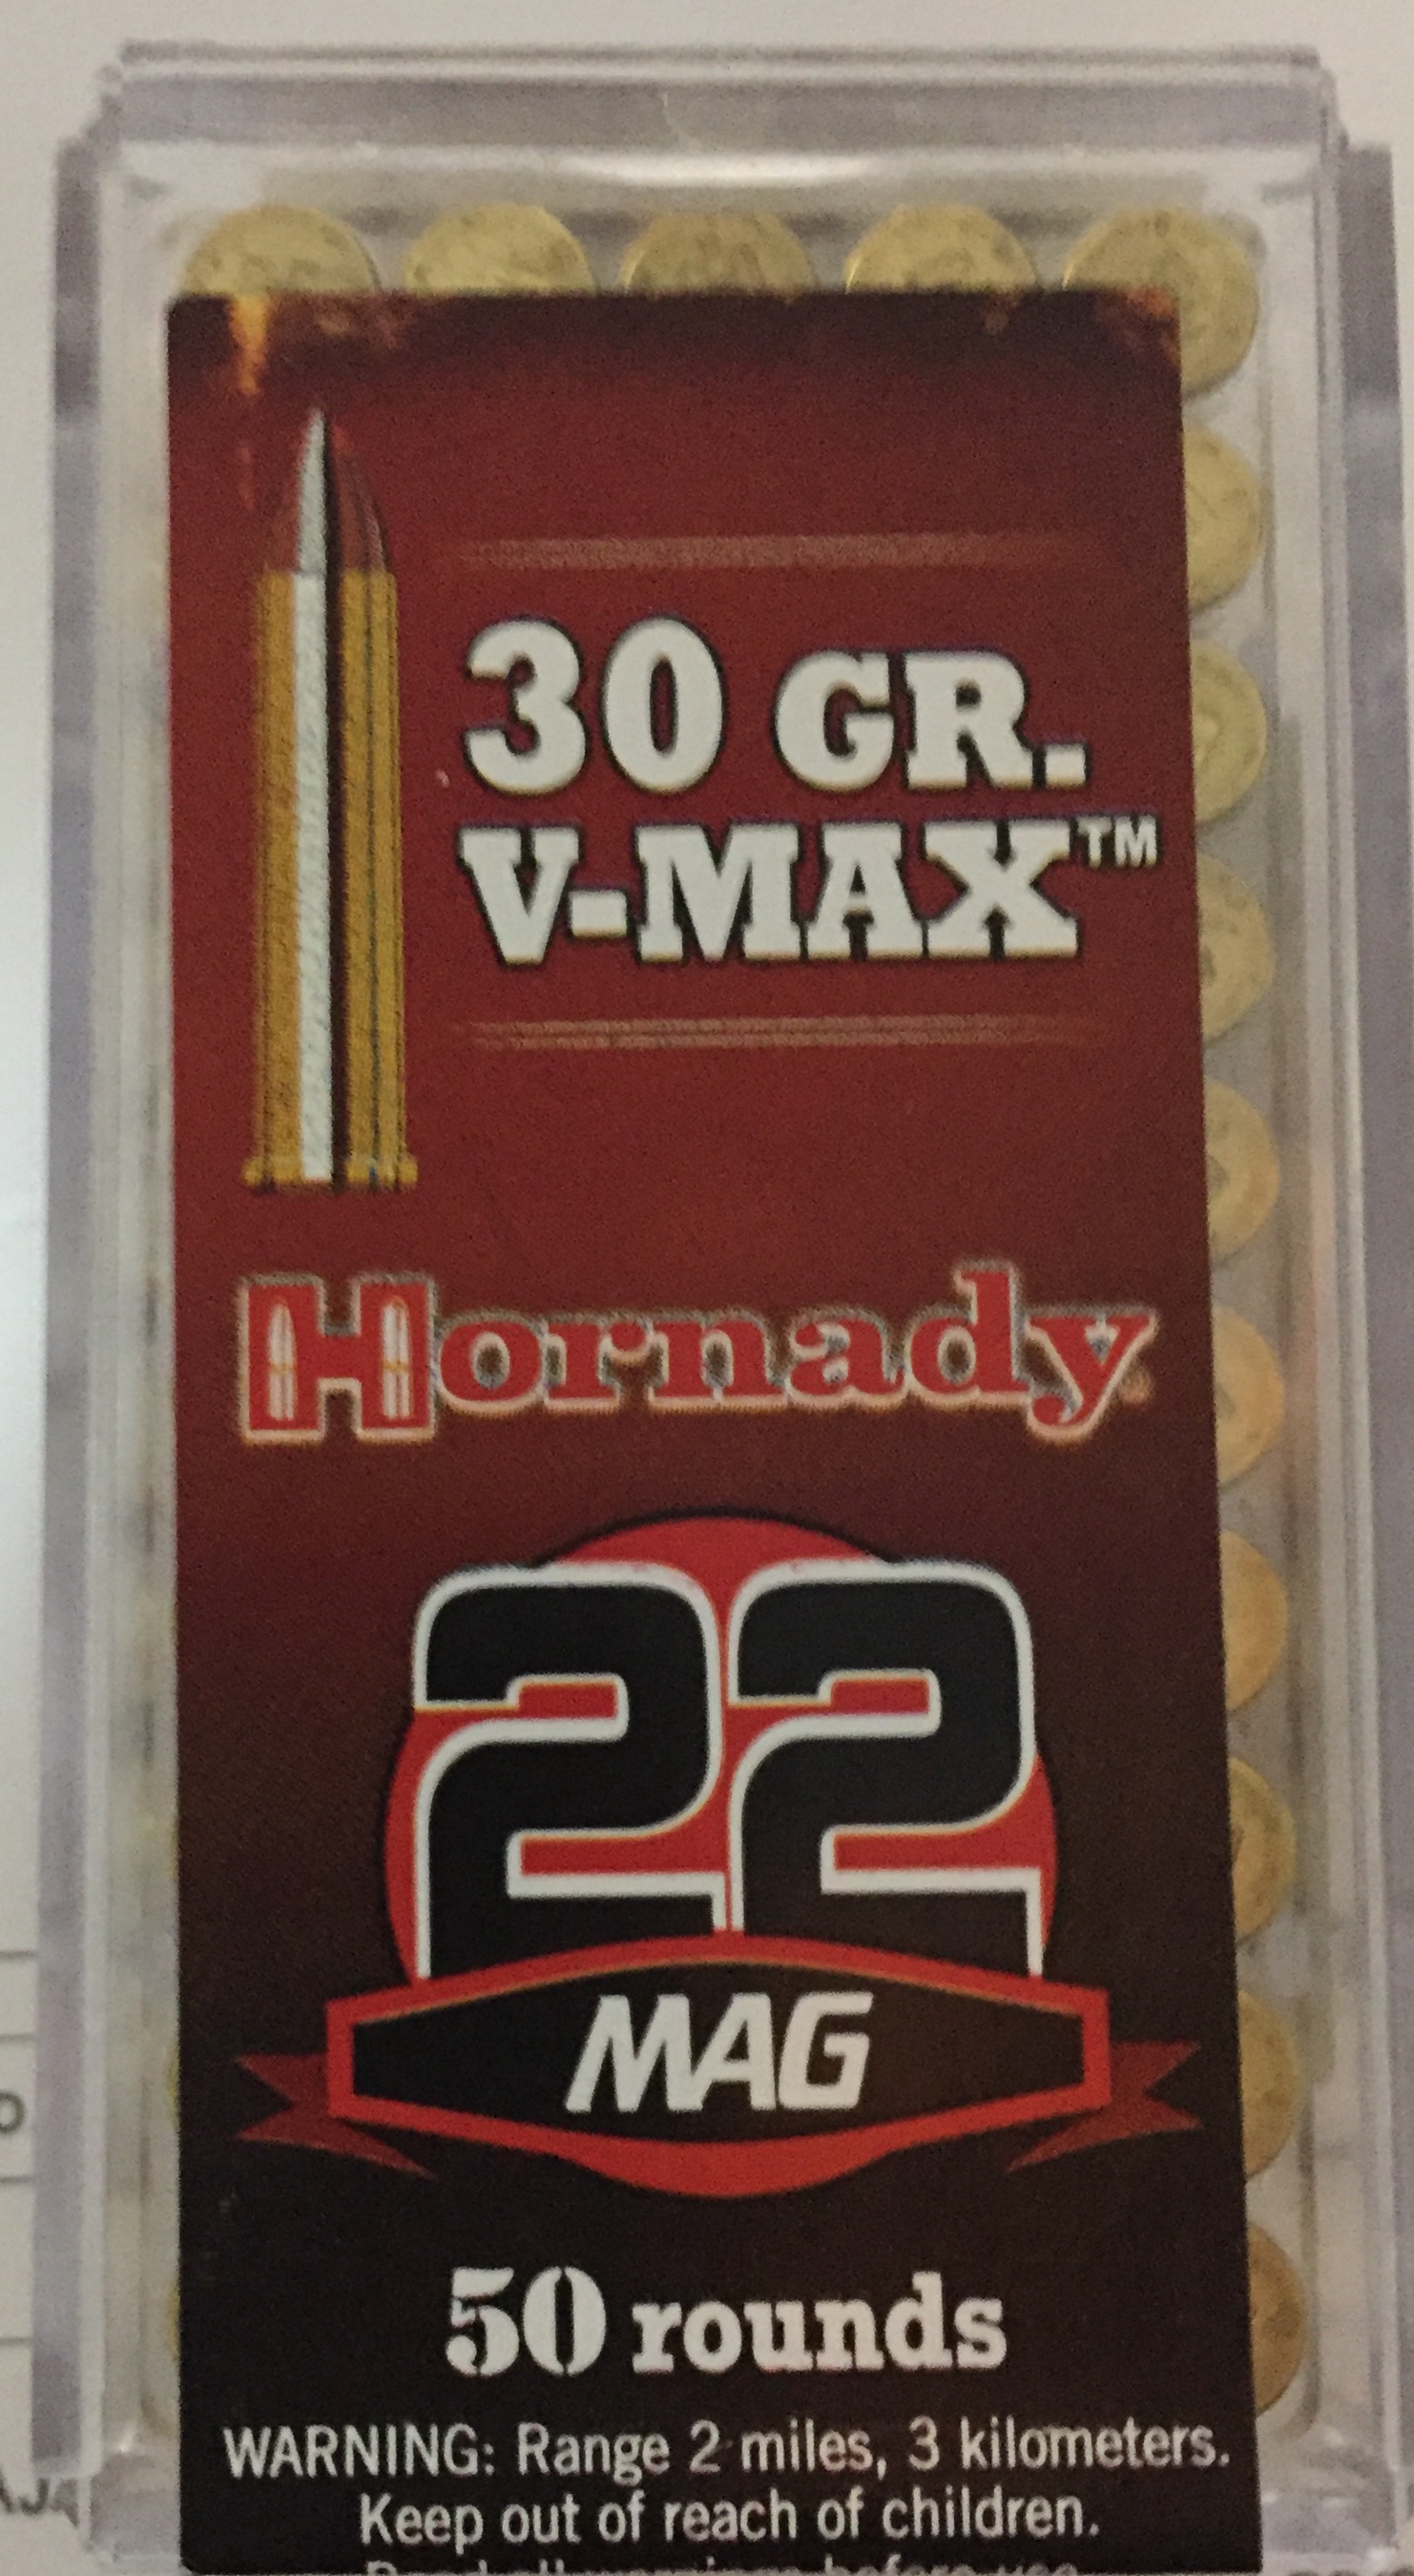 30 GR.
V-MAX™
Hornady®
22
MAG
50 rounds
WARNING: Range 2 miles, 3 kilometers.
Keep out of reach of children.